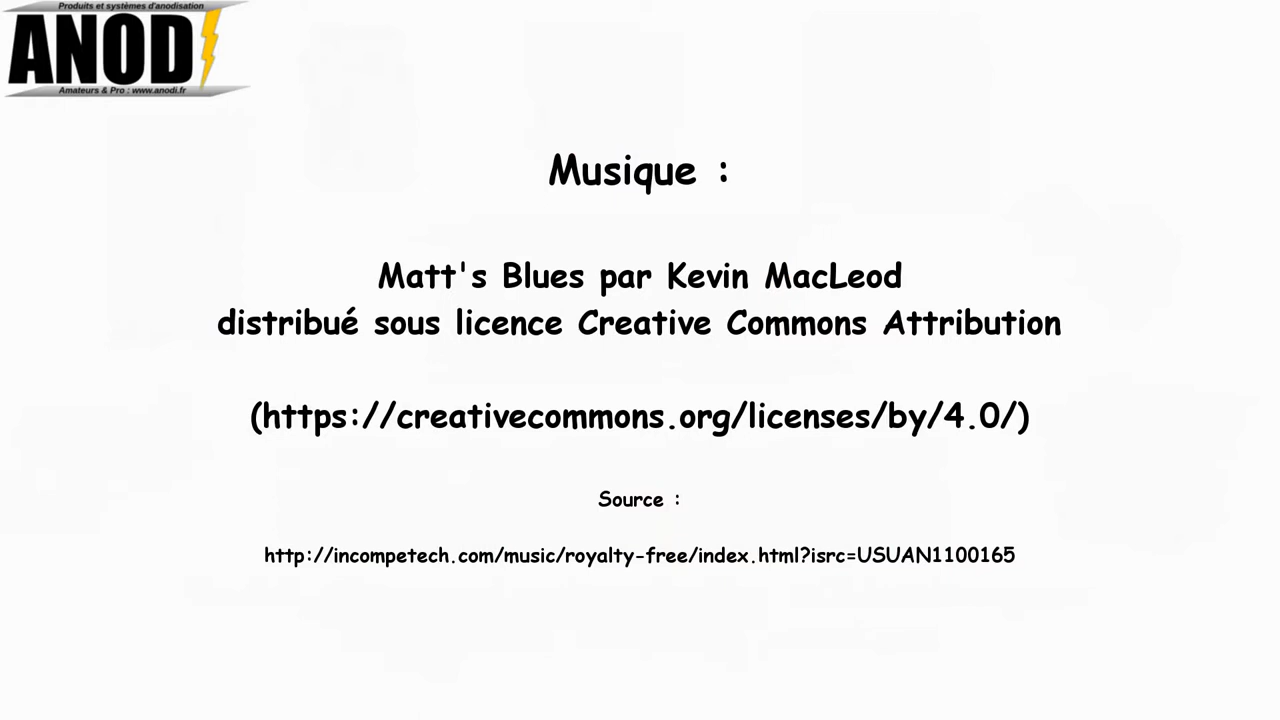 Produits et systèmes d'anodisation
ANODI
Amateurs & Pro : www.anodi.fr
Musique :
Matt's Blues par Kevin MacLeod
distribué sous licence Creative Commons Attribution
(https://creativecommons.org/licenses/by/4.0/)
Source :
http://incompetech.com/music/royalty-free/index.html?isrc=USUAN1100165